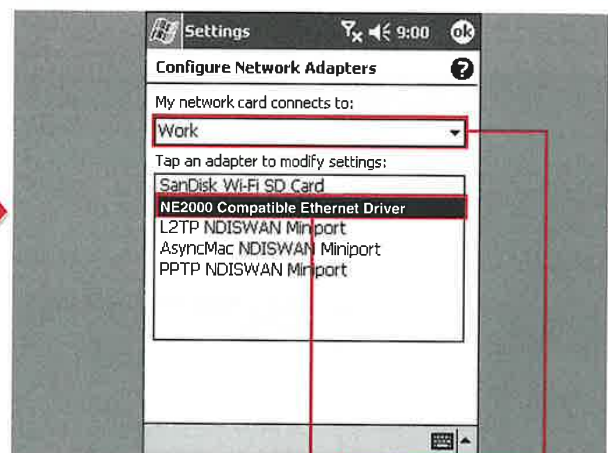 Settings 9:00 ok
Configure Network Adapters ?
My network card connects to:
Work
Tap an adapter to modify settings:
SanDisk Wi-Fi SD Card
NE2000 Compatible Ethernet Driver
L2TP NDISWAN Miniport
AsyncMac NDISWAN Miniport
PPTP NDISWAN Miniport